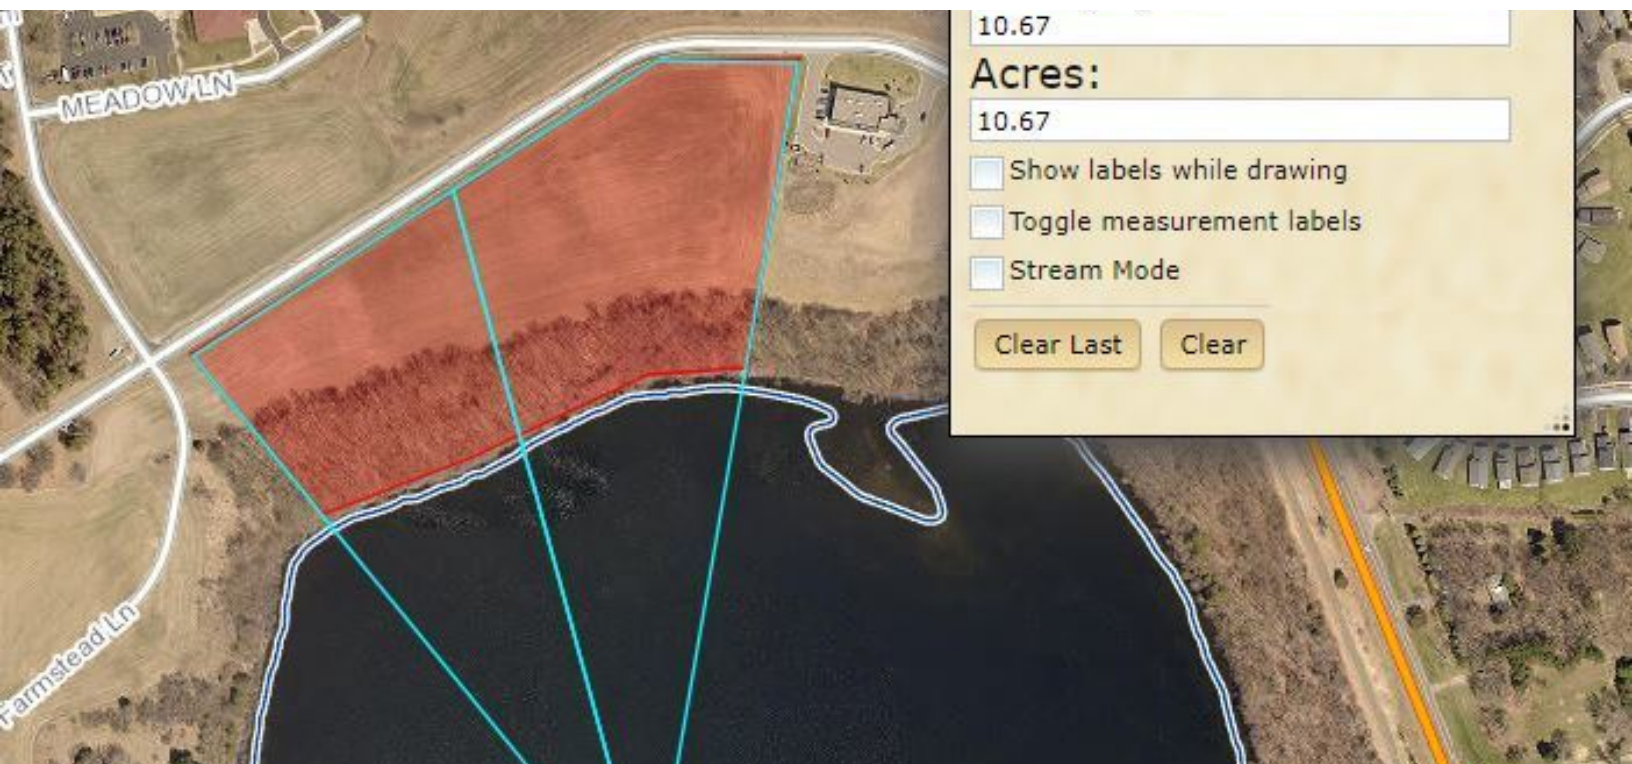 MEADOW LN
Farmstead Ln
10.67
Acres:
10.67
Show labels while drawing
Toggle measurement labels
Stream Mode
Clear Last
Clear